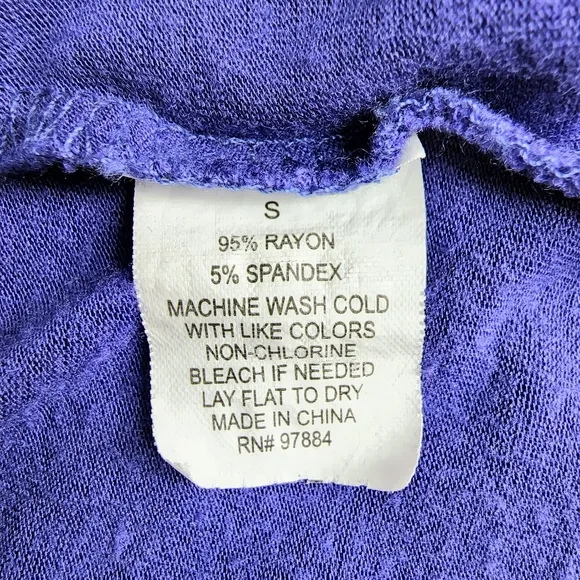 S
95% RAYON
5% SPANDEX
MACHINE WASH COLD
WITH LIKE COLORS
NON-CHLORINE
BLEACH IF NEEDED
LAY FLAT TO DRY
MADE IN CHINA
RN# 97884